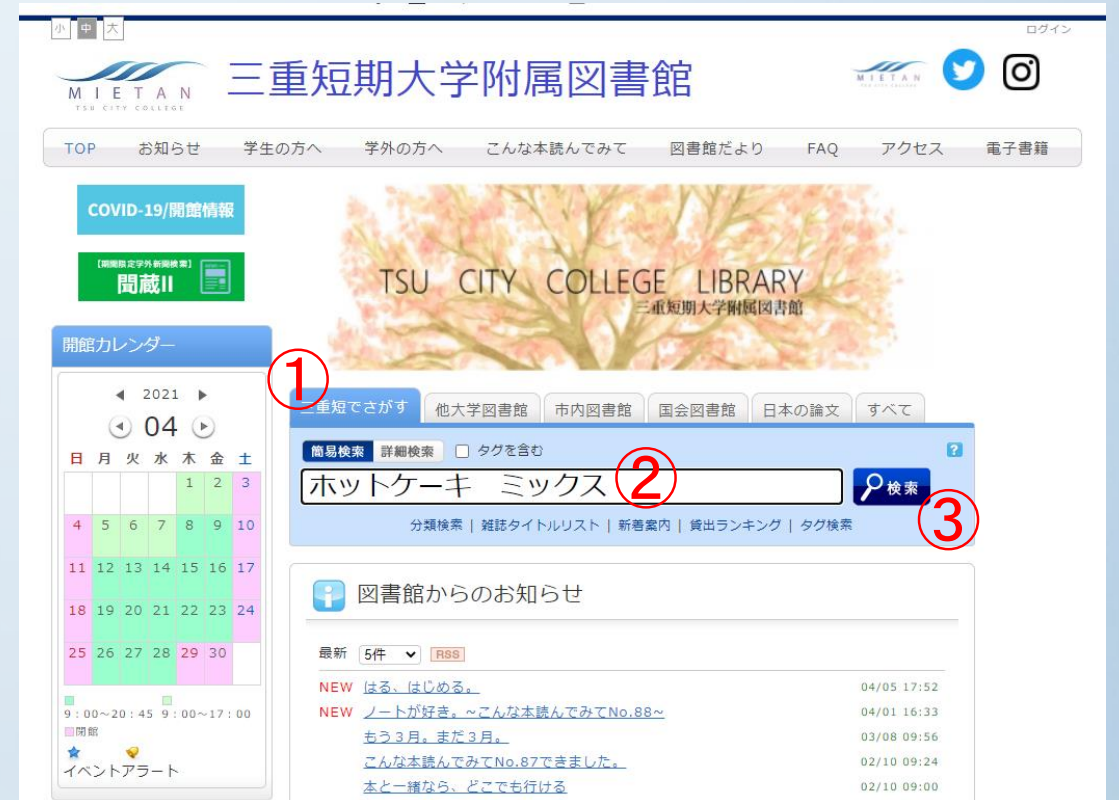 小 中 大
ログイン
MIETAN
TSU CITY COLLEGE
三重短期大学附属図書館
MIETAN
TOP お知らせ 学生の方へ 学外の方へ こんな本読んでみて 図書館だより FAQ アクセス 電子書籍
COVID-19/開館情報
【期間限定学外新聞検索】
聞蔵II
TSU CITY COLLEGE LIBRARY
三重短期大学附属図書館
開館カレンダー
2021
04
日 月 火 水 木 金 土
1 2 3
4 5 6 7 8 9 10
11 12 13 14 15 16 17
18 19 20 21 22 23 24
25 26 27 28 29 30
9:00~20:45 9:00~17:00
閉館
イベントアラート
①
三重短でさがす 他大学図書館 市内図書館 国会図書館 日本の論文 すべて
簡易検索 詳細検索 タグを含む ?
ホットケーキ ミックス ② 検索
③
分類検索 | 雑誌タイトルリスト | 新着案内 | 貸出ランキング | タグ検索
図書館からのお知らせ
最新 5件 RSS
NEW はる、はじめる。 04/05 17:52
NEW ノートが好き。~こんな本読んでみてNo.88~ 04/01 16:33
もう3月。まだ3月。 03/08 09:56
こんな本読んでみてNo.87できました。 02/10 09:24
本と一緒なら、どこでも行ける 02/10 09:00